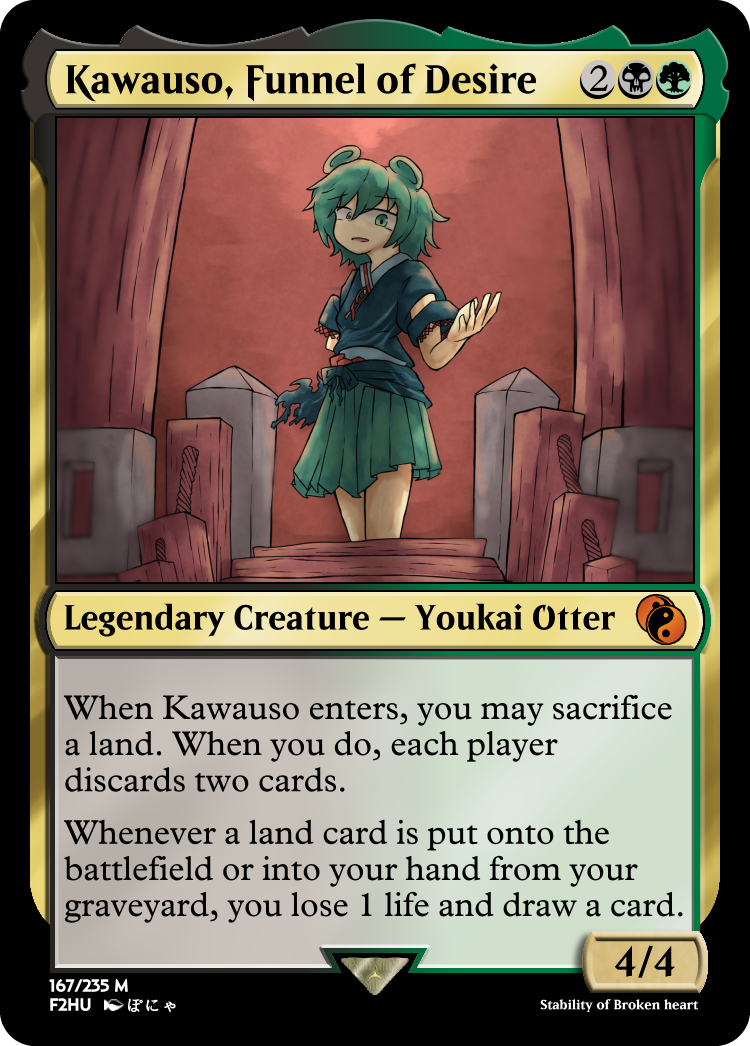 Kawauso, Funnel of Desire 2
Legendary Creature — Youkai Otter
When Kawauso enters, you may sacrifice
a land. When you do, each player
discards two cards.
Whenever a land card is put onto the
battlefield or into your hand from your
graveyard, you lose 1 life and draw a card.
4/4
167/235 M
F2HU ぽにゃ
Stability of Broken heart